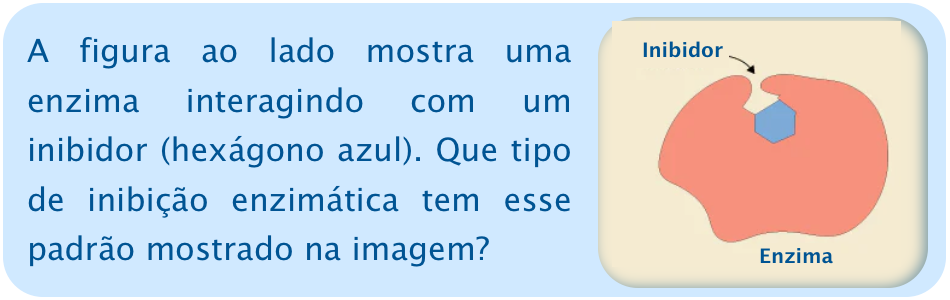 A figura ao lado mostra uma
enzima interagindo com um
inibidor (hexágono azul). Que tipo
de inibição enzimática tem esse
padrão mostrado na imagem?
Inibidor
Enzima